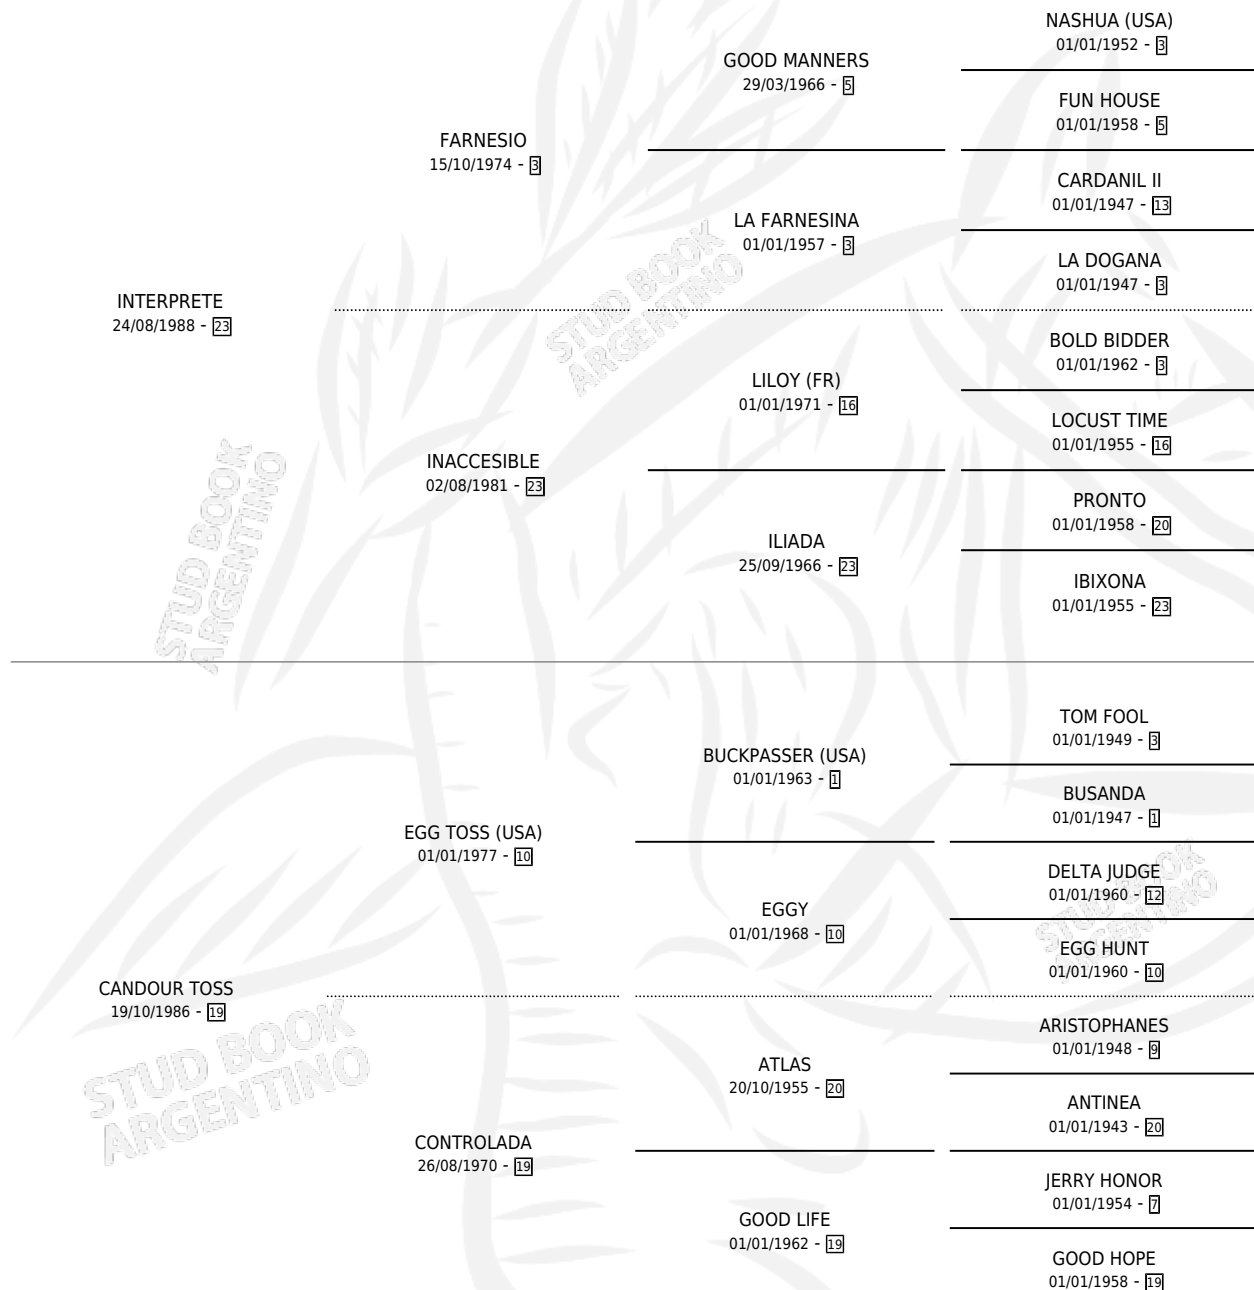 NASHUA (USA)
01/01/1952 - 3
GOOD MANNERS
29/03/1966 - 5
FUN HOUSE
01/01/1958 - 5
FARNESIO
15/10/1974 - 3
CARDANIL II
01/01/1947 - 13
LA FARNESINA
01/01/1957 - 3
LA DOGANA
01/01/1947 - 3
INTERPRETE
24/08/1988 - 23
STUD BOOK
ARGENTINO
BOLD BIDDER
01/01/1962 - 3
LILOY (FR)
01/01/1971 - 16
LOCUST TIME
01/01/1955 - 16
INACCESIBLE
02/08/1981 - 23
PRONTO
01/01/1958 - 20
ILIADA
25/09/1966 - 23
IBIXONA
01/01/1955 - 23
STUD BOOK
ARGENTINO
TOM FOOL
01/01/1949 - 3
BUCKPASSER (USA)
01/01/1963 - 1
BUSANDA
01/01/1947 - 1
EGG TOSS (USA)
01/01/1977 - 10
DELTA JUDGE
01/01/1960 - 12
EGGY
01/01/1968 - 10
STUD BOOK
ARGENTINO
EGG HUNT
01/01/1960 - 10
CANDOUR TOSS
19/10/1986 - 19
STUD BOOK
ARGENTINO
ARISTOPHANES
01/01/1948 - 9
ATLAS
20/10/1955 - 20
ANTINEA
01/01/1943 - 20
CONTROLADA
26/08/1970 - 19
JERRY HONOR
01/01/1954 - 7
GOOD LIFE
01/01/1962 - 19
GOOD HOPE
01/01/1958 - 19